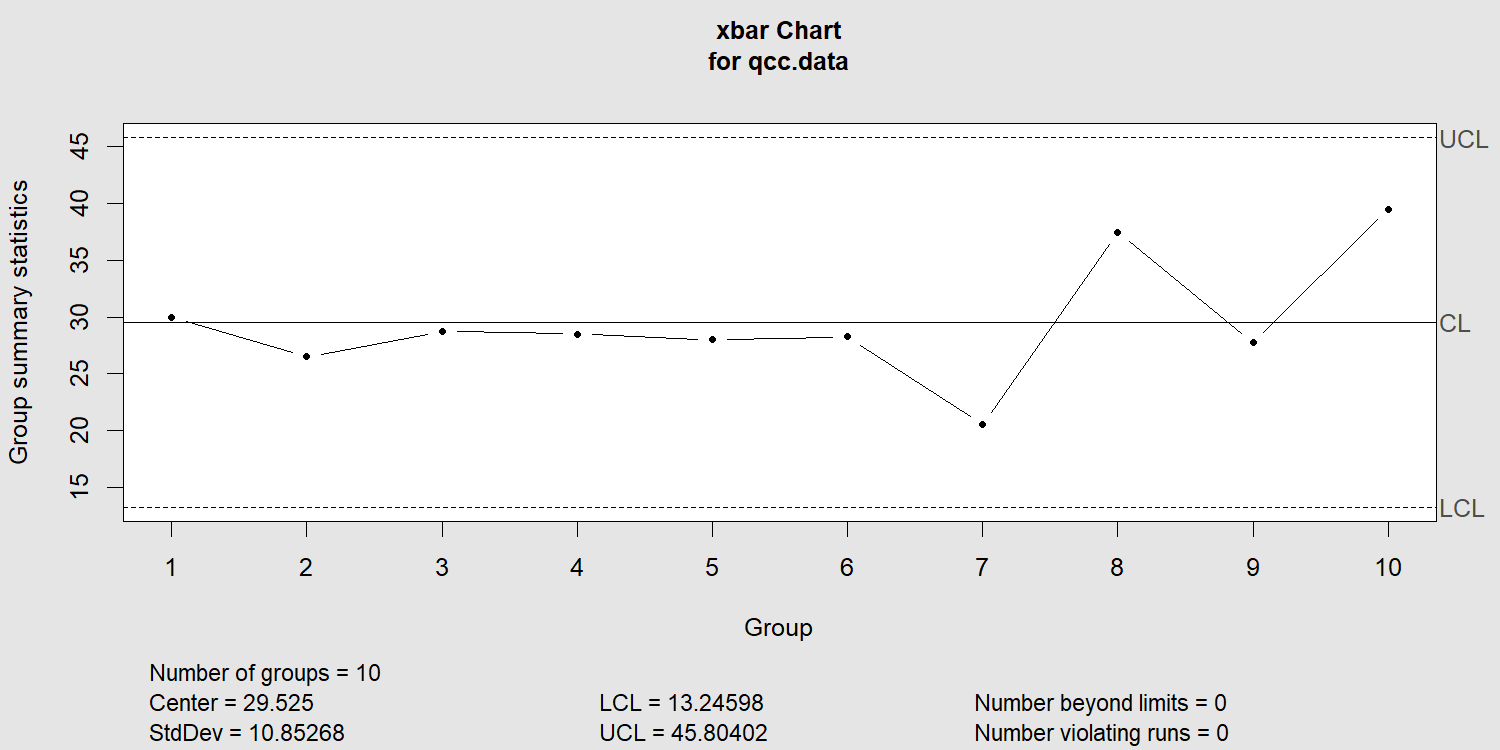 xbar Chart
for qcc.data
Group summary statistics
45
40
35
30
25
20
15
UCL
CL
LCL
1 2 3 4 5 6 7 8 9 10
Group
Number of groups = 10
Center = 29.525 LCL = 13.24598 Number beyond limits = 0
StdDev = 10.85268 UCL = 45.80402 Number violating runs = 0